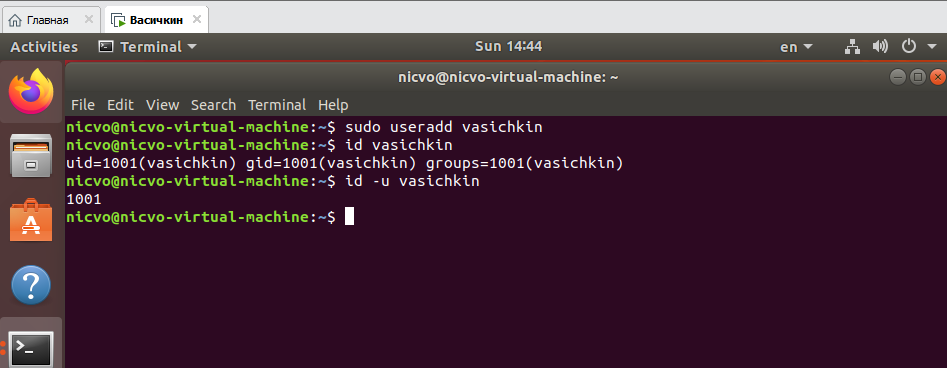 Главная
Васичкин
Activities Terminal Sun 14:44 en
nicvo@nicvo-virtual-machine: ~
File Edit View Search Terminal Help
nicvo@nicvo-virtual-machine:~$ sudo useradd vasichkin
nicvo@nicvo-virtual-machine:~$ id vasichkin
uid=1001(vasichkin) gid=1001(vasichkin) groups=1001(vasichkin)
nicvo@nicvo-virtual-machine:~$ id -u vasichkin
1001
nicvo@nicvo-virtual-machine:~$